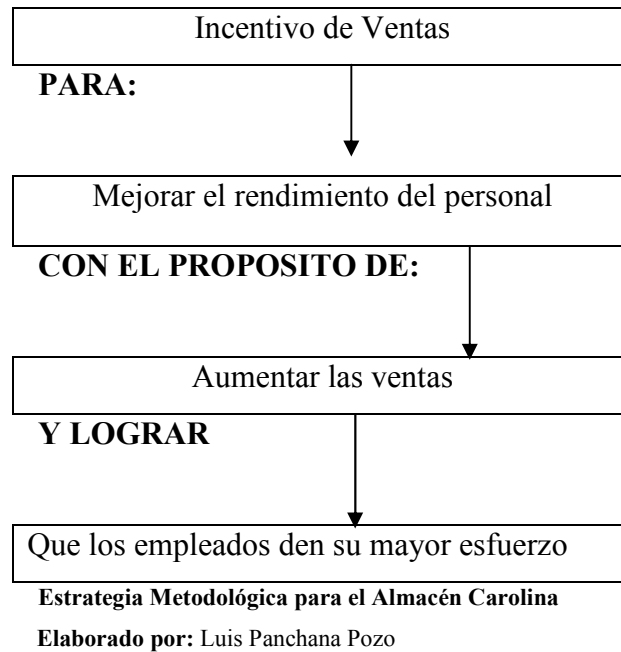 Incentivo de Ventas
PARA:
Mejorar el rendimiento del personal
CON EL PROPOSITO DE:
Aumentar las ventas
Y LOGRAR
Que los empleados den su mayor esfuerzo
Estrategia Metodológica para el Almacén Carolina
Elaborado por: Luis Panchana Pozo